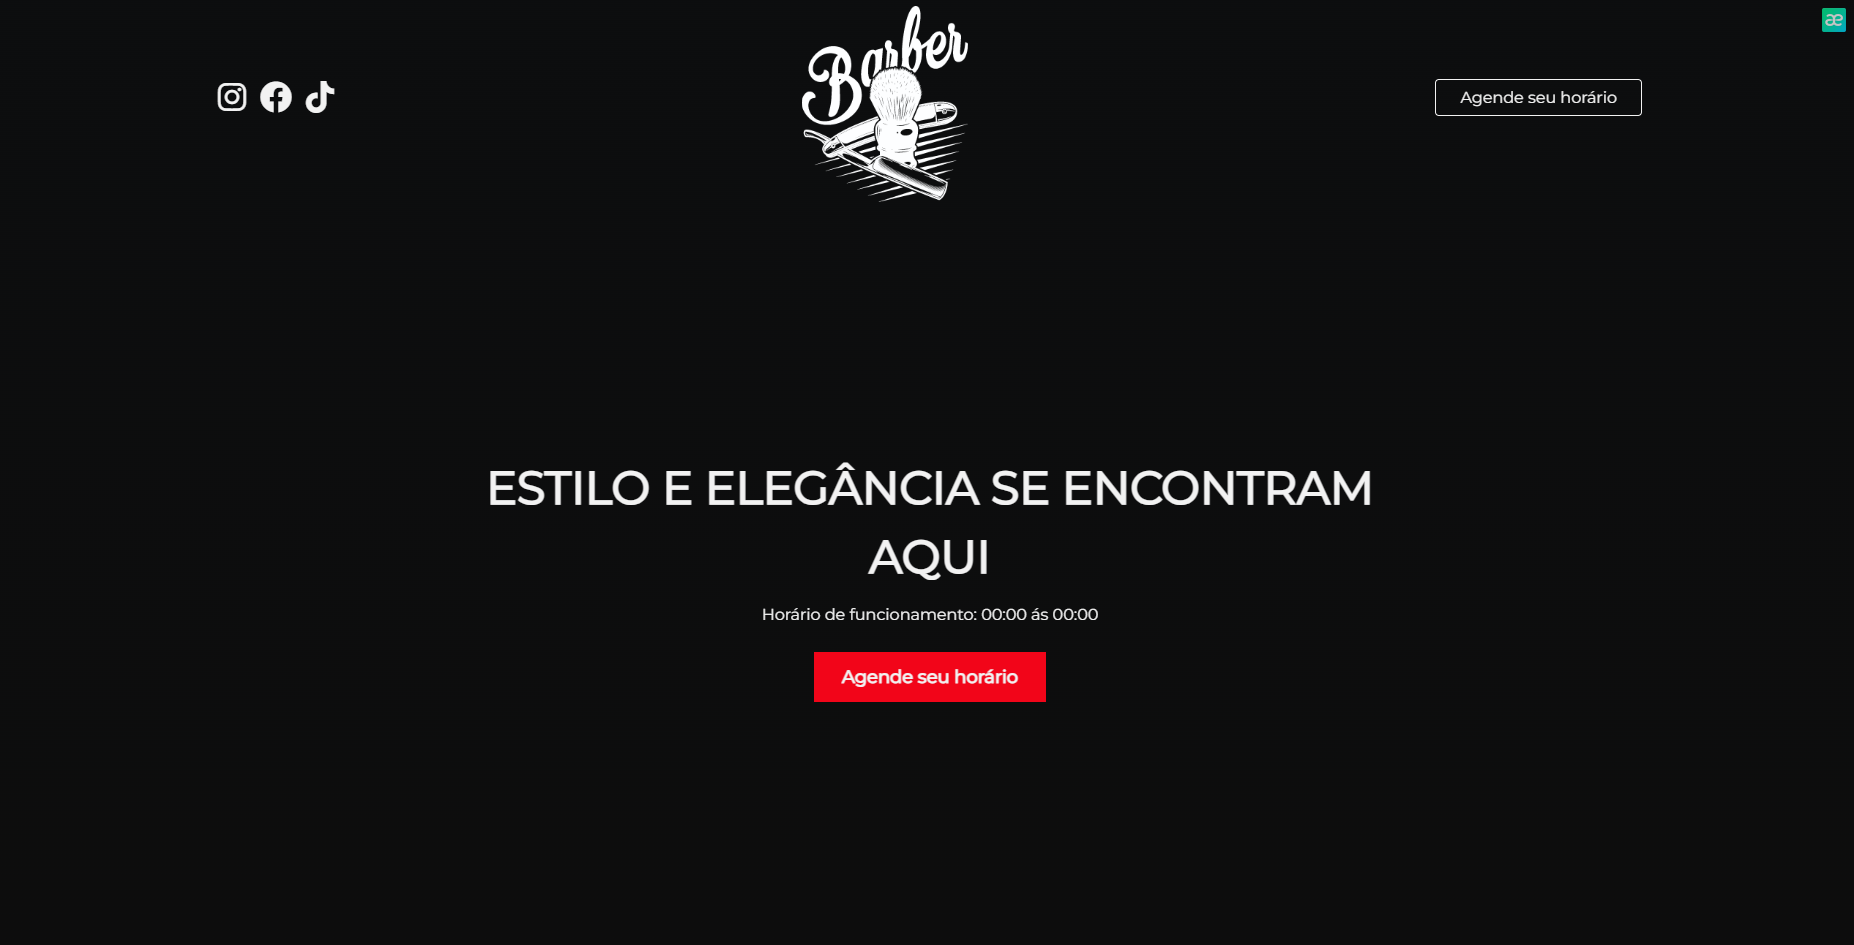 Barber
æ
Agende seu horário
ESTILO E ELEGÂNCIA SE ENCONTRAM
AQUI
Horário de funcionamento: 00:00 ás 00:00
Agende seu horário